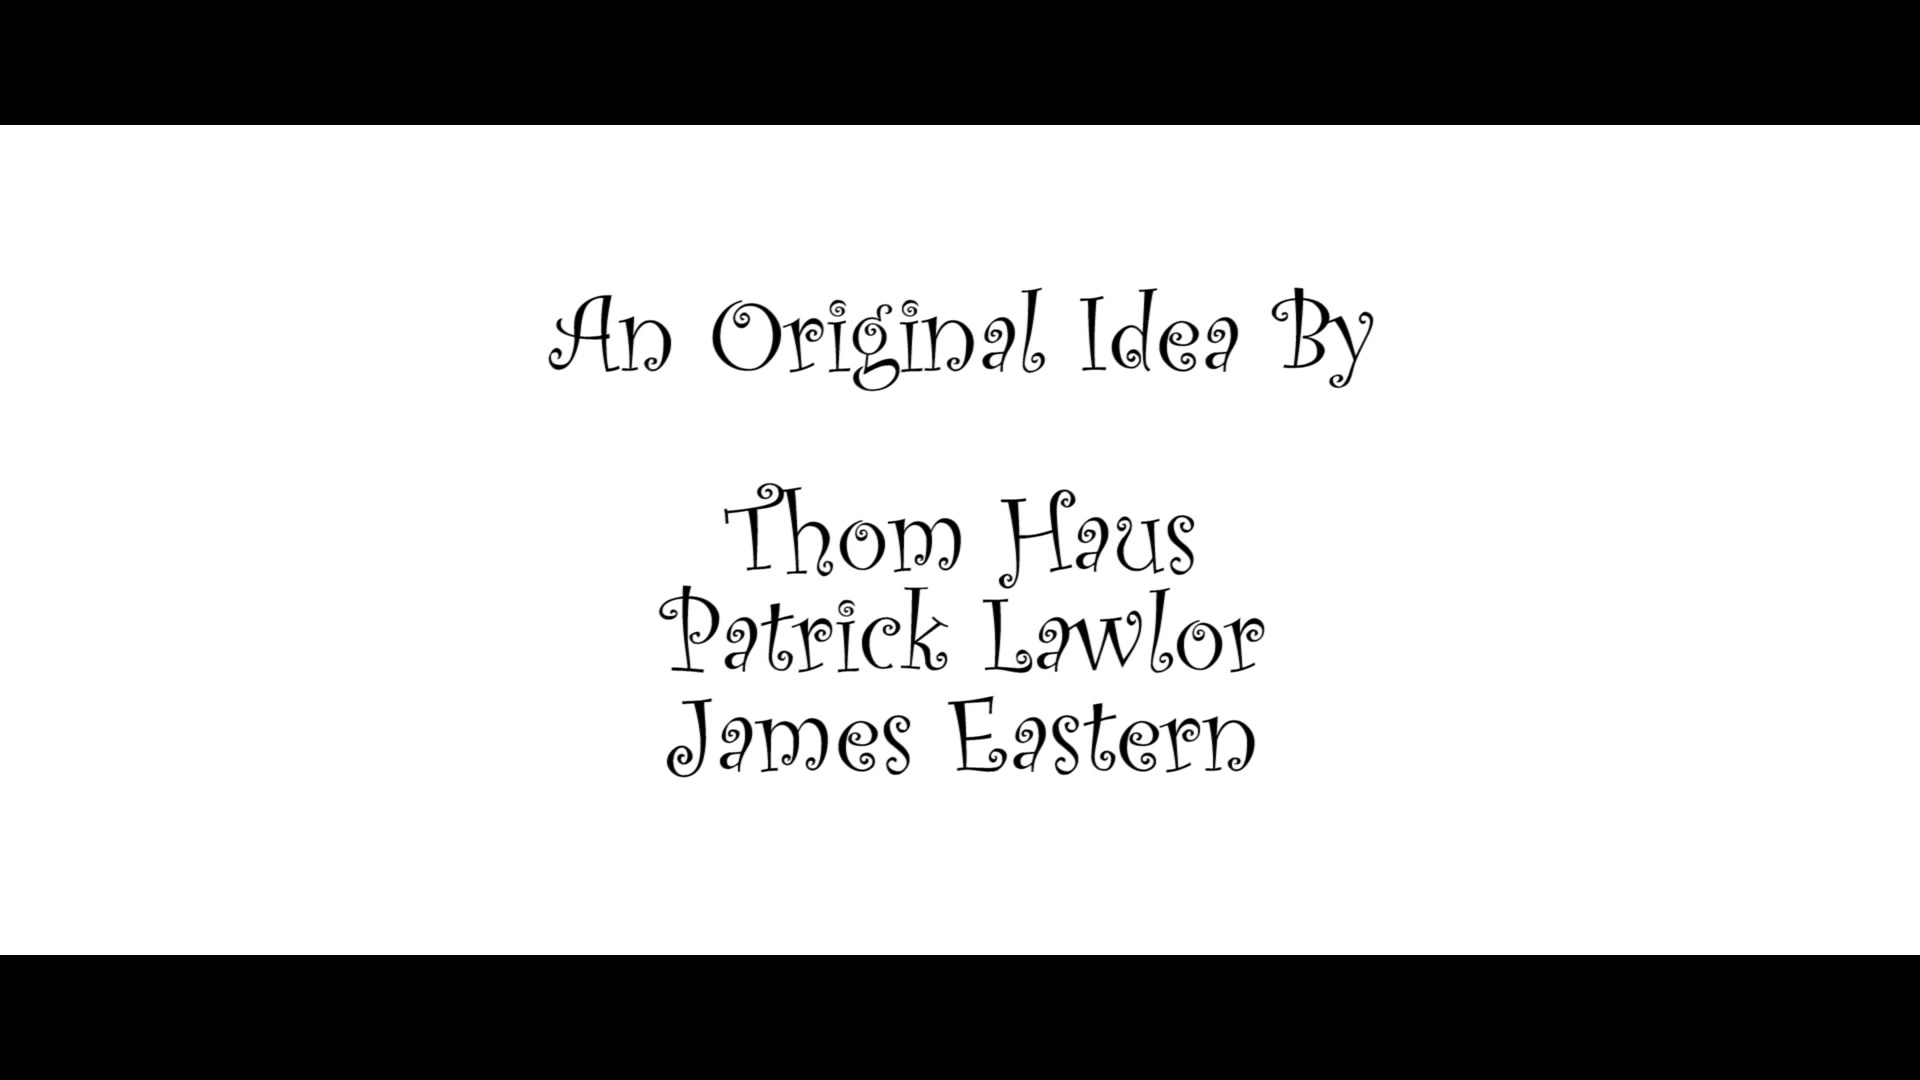 An Original Idea By
Thom Haus
Patrick Lawlor
James Eastern